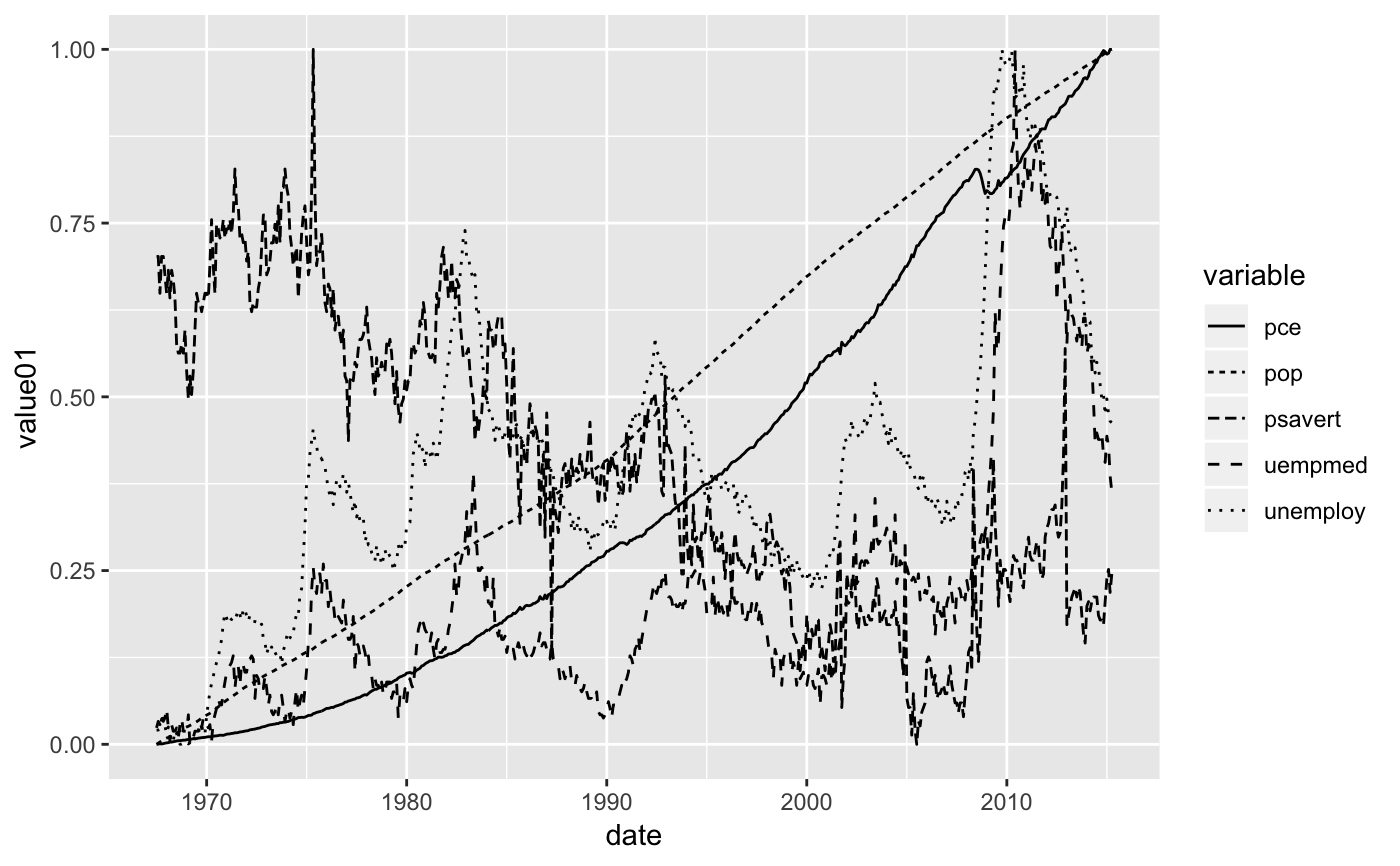 1.00
0.75
0.50
0.25
0.00
value01
1970 1980 1990 2000 2010
date
variable
pce
pop
psavert
uempmed
unemploy